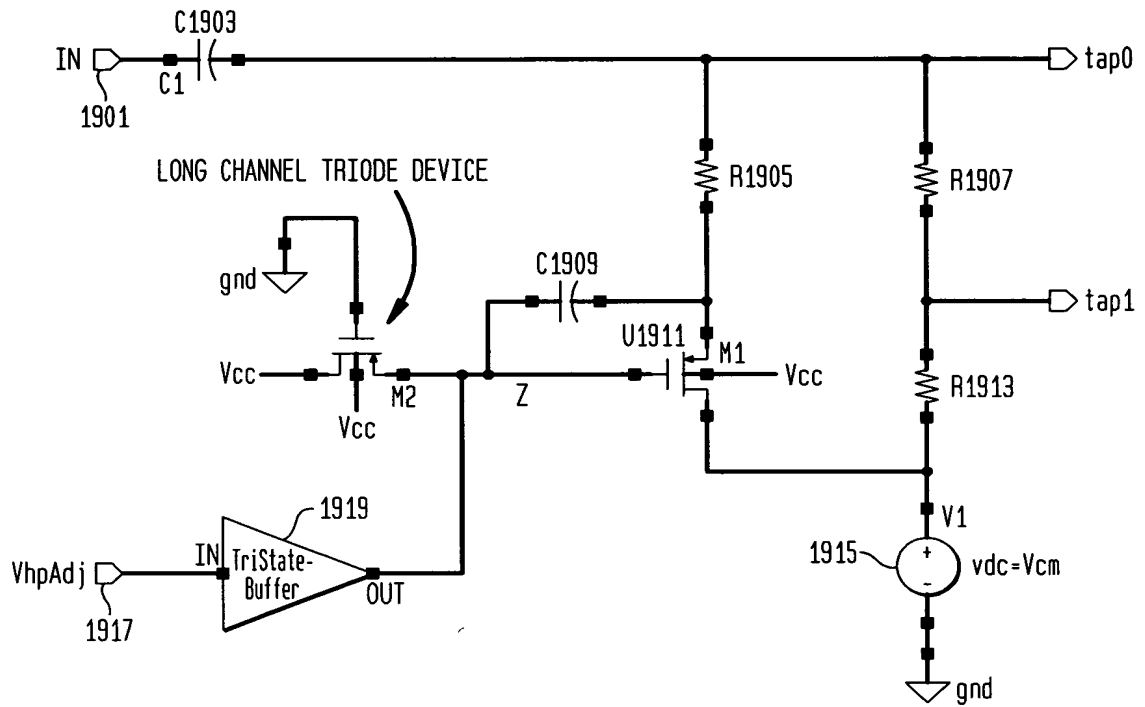 C1903
IN
C1
1901
tap0
LONG CHANNEL TRIODE DEVICE
R1905
R1907
gnd
C1909
tap1
U1911
M1
Vcc
Vcc
M2
Z
Vcc
R1913
1919
V1
IN
TriState-
Buffer
OUT
VhpAdj
1917
1915
+
-
vdc=Vcm
gnd